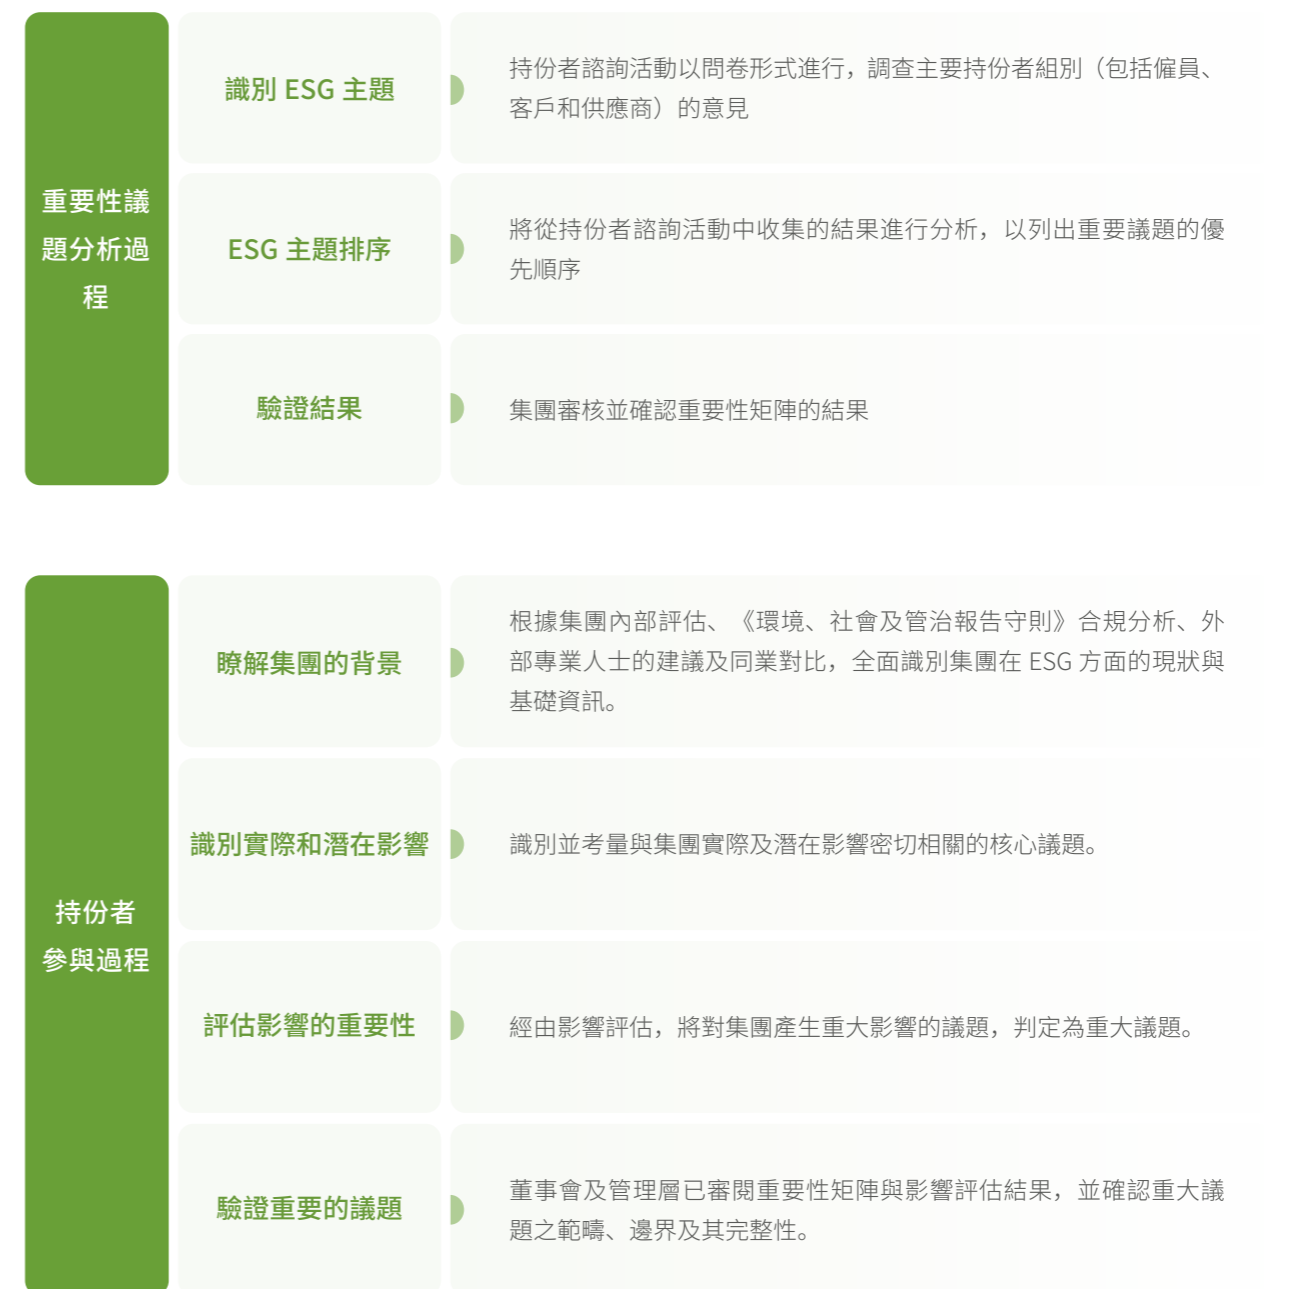 重要性議
題分析過
程
識別 ESG 主題
持份者諮詢活動以問卷形式進行，調查主要持份者組別（包括僱員、
客戶和供應商）的意見
ESG 主題排序
將從持份者諮詢活動中收集的結果進行分析，以列出重要議題的優
先順序
驗證結果
集團審核並確認重要性矩陣的結果
持份者
參與過程
瞭解集團的背景
根據集團內部評估、《環境、社會及管治報告守則》合規分析、外
部專業人士的建議及同業對比，全面識別集團在 ESG 方面的現狀與
基礎資訊。
識別實際和潛在影響
識別並考量與集團實際及潛在影響密切相關的核心議題。
評估影響的重要性
經由影響評估，將對集團產生重大影響的議題，判定為重大議題。
驗證重要的議題
董事會及管理層已審閱重要性矩陣與影響評估結果，並確認重大議
題之範疇、邊界及其完整性。